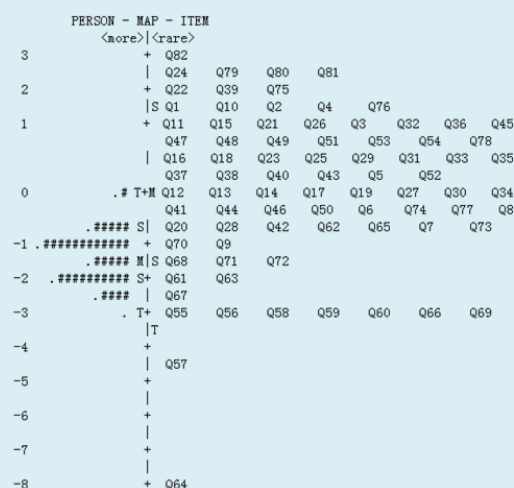 PERSON - MAP - ITEM
<more>|<rare>
3 + Q82
| Q24 Q79 Q80 Q81
2 + Q22 Q39 Q75
|S Q1 Q10 Q2 Q4 Q76
1 + Q11 Q15 Q21 Q26 Q3 Q32 Q36 Q45
Q47 Q48 Q49 Q51 Q53 Q54 Q78
| Q16 Q18 Q23 Q25 Q29 Q31 Q33 Q35
Q37 Q38 Q40 Q43 Q5 Q52
0 .# T+M Q12 Q13 Q14 Q17 Q19 Q27 Q30 Q34
Q41 Q44 Q46 Q50 Q6 Q74 Q77 Q8
.##### S| Q20 Q28 Q42 Q62 Q65 Q7 Q73
-1 .############ + Q70 Q9
.##### M|S Q68 Q71 Q72
-2 .########## S+ Q61 Q63
.#### | Q67
-3 . T+ Q55 Q56 Q58 Q59 Q60 Q66 Q69
|T
-4 +
| Q57
-5 +
|
-6 +
|
-7 +
|
-8 + Q64